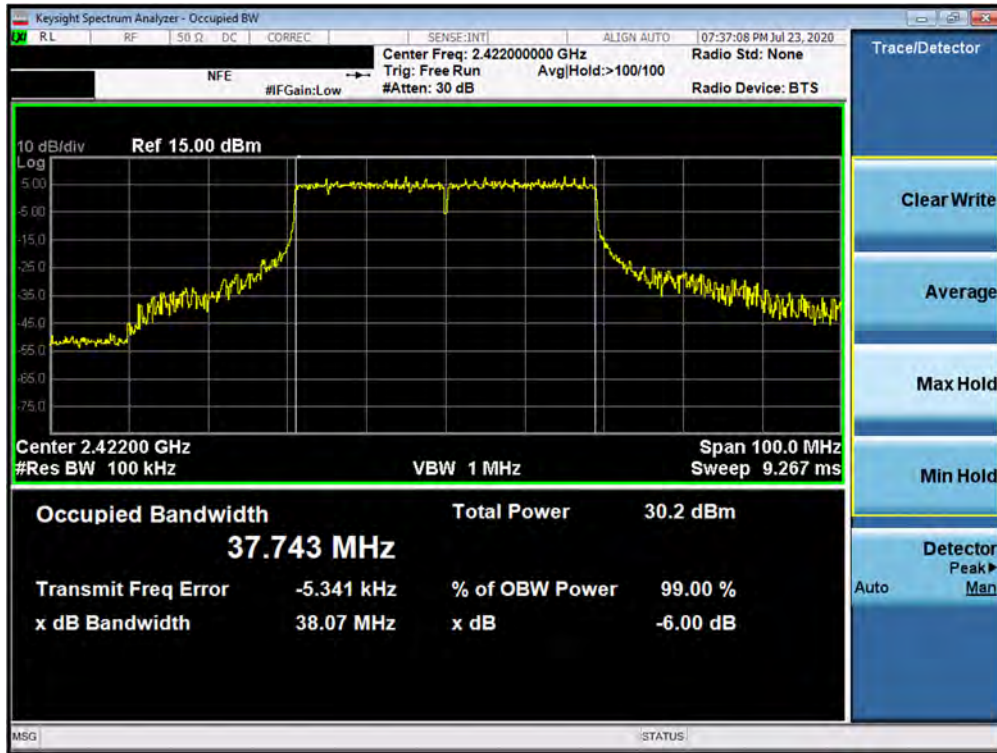 Keysight Spectrum Analyzer - Occupied BW
LXI RL RF 50 Ω DC CORREC SENSE:INT ALIGN AUTO 07:37:08 PM Jul 23, 2020
Center Freq: 2.422000000 GHz Radio Std: None
NFE Trig: Free Run Avg|Hold:>100/100
#IFGain:Low #Atten: 30 dB Radio Device: BTS
Trace/Detector
10 dB/div Ref 15.00 dBm
Log
5.00
-5.00
-15.0
-25.0
-35.0
-45.0
-55.0
-65.0
-75.0
Center 2.42200 GHz Span 100.0 MHz
#Res BW 100 kHz VBW 1 MHz Sweep 9.267 ms
Occupied Bandwidth Total Power 30.2 dBm
37.743 MHz
Transmit Freq Error -5.341 kHz % of OBW Power 99.00 %
x dB Bandwidth 38.07 MHz x dB -6.00 dB
Clear Write
Average
Max Hold
Min Hold
Detector
Peak▶
Auto Man
MSG STATUS